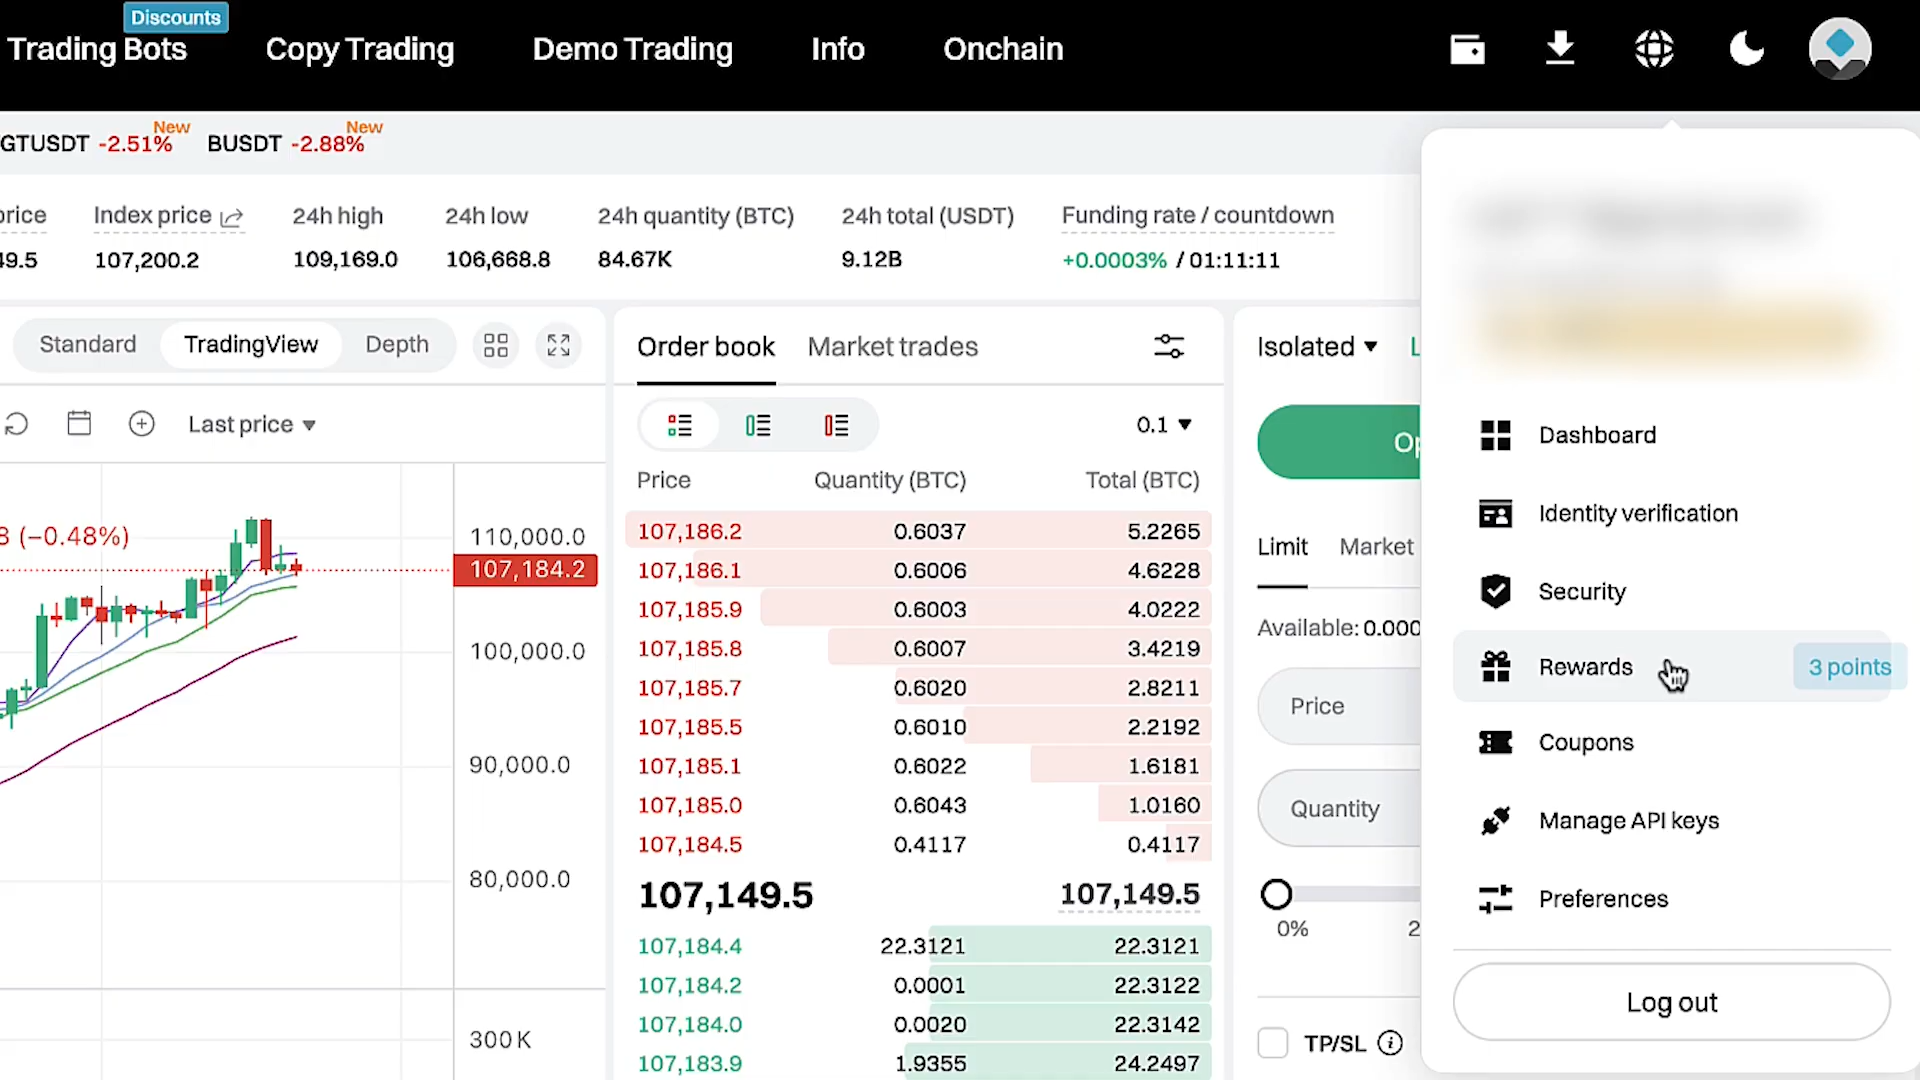 Discounts
Trading Bots Copy Trading Demo Trading Info Onchain
New New
GTUSDT -2.51% BUSDT -2.88%
Index price 24h high 24h low 24h quantity (BTC) 24h total (USDT) Funding rate / countdown
107,200.2 109,169.0 106,668.8 84.67K 9.12B +0.0003% / 01:11:11
Standard TradingView Depth
Last price
(−0.48%)
110,000.0
107,184.2
100,000.0
90,000.0
80,000.0
300 K
Order book Market trades
0.1
Price Quantity (BTC) Total (BTC)
107,186.2 0.6037 5.2265
107,186.1 0.6006 4.6228
107,185.9 0.6003 4.0222
107,185.8 0.6007 3.4219
107,185.7 0.6020 2.8211
107,185.5 0.6010 2.2192
107,185.1 0.6022 1.6181
107,185.0 0.6043 1.0160
107,184.5 0.4117 0.4117
107,149.5 107,149.5
107,184.4 22.3121 22.3121
107,184.2 0.0001 22.3122
107,184.0 0.0020 22.3142
107,183.9 1.9355 24.2497
Isolated
Limit Market
Available: 0.000
Price
Quantity
0%
TP/SL
Dashboard
Identity verification
Security
Rewards 3 points
Coupons
Manage API keys
Preferences
Log out